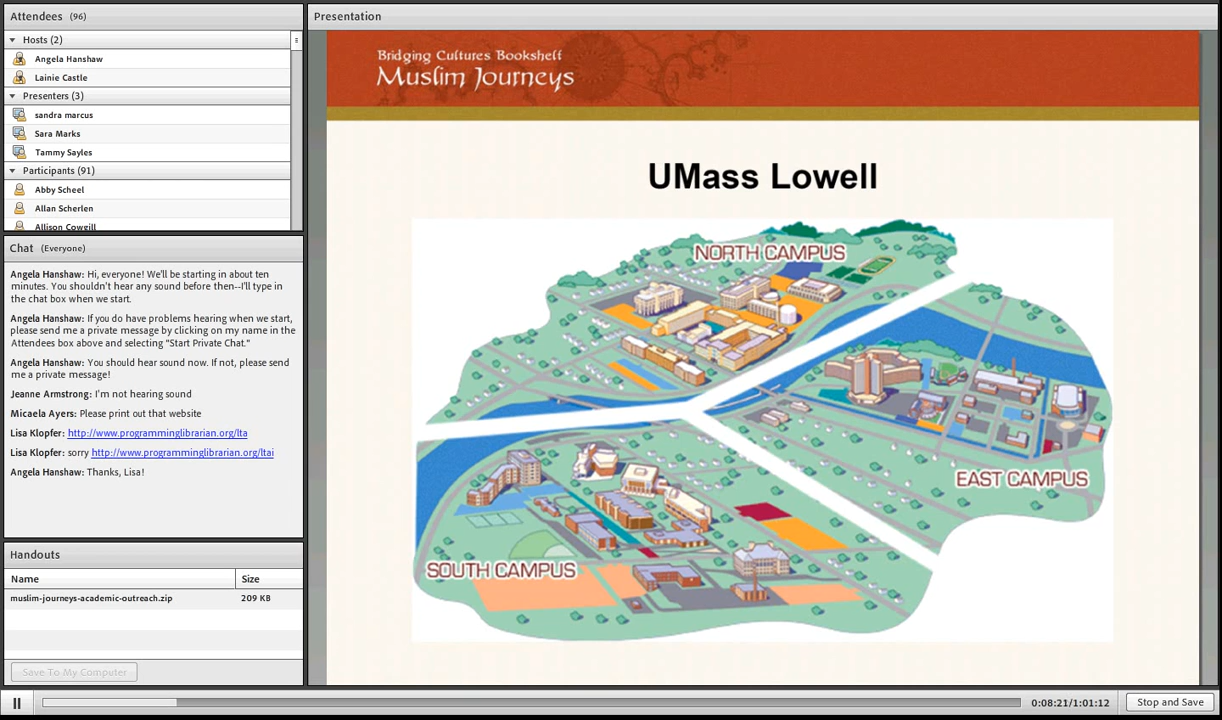 Attendees (96)
Hosts (2)
Angela Hanshaw
Lainie Castle
Presenters (3)
sandra marcus
Sara Marks
Tammy Sayles
Participants (91)
Abby Scheel
Allan Scherlen
Allison Cowgill
Chat (Everyone)
Angela Hanshaw: Hi, everyone! We'll be starting in about ten
minutes. You shouldn't hear any sound before then--I'll type in
the chat box when we start.
Angela Hanshaw: If you do have problems hearing when we start,
please send me a private message by clicking on my name in the
Attendees box above and selecting "Start Private Chat."
Angela Hanshaw: You should hear sound now. If not, please send
me a private message!
Jeanne Armstrong: I'm not hearing sound
Micaela Ayers: Please print out that website
Lisa Klopfer: http://www.programminglibrarian.org/lta
Lisa Klopfer: sorry http://www.programminglibrarian.org/ltai
Angela Hanshaw: Thanks, Lisa!
Handouts
Name Size
muslim-journeys-academic-outreach.zip 209 KB
Save To My Computer
Presentation
Bridging Cultures Bookshelf
Muslim Journeys
UMass Lowell
NORTH CAMPUS
EAST CAMPUS
SOUTH CAMPUS
0:08:21/1:01:12
Stop and Save